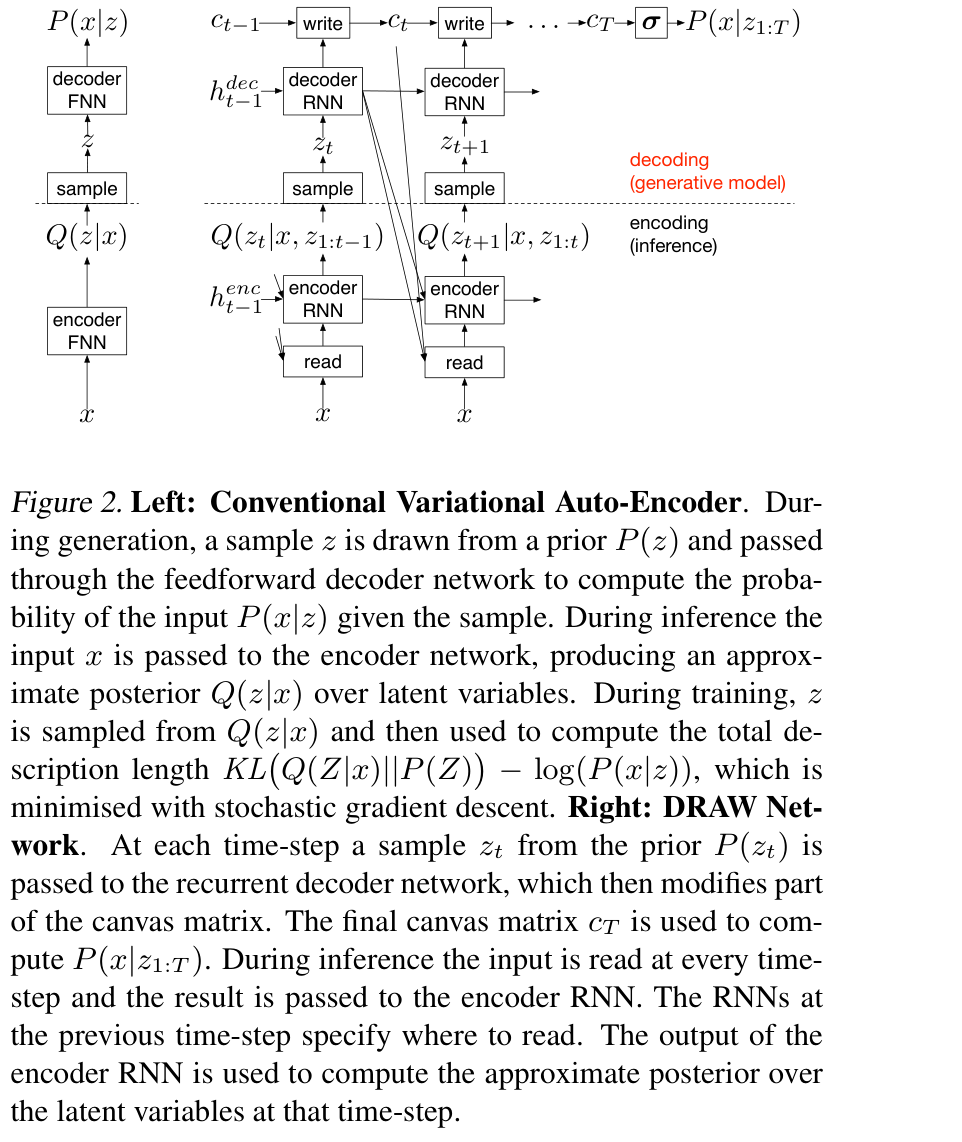 P(x|z)
decoder
FNN
z
sample
Q(z|x)
encoder
FNN
x
c_{t−1} write c_t write … c_T σ P(x|z_{1:T})
h^{dec}_{t−1} decoder RNN decoder RNN
z_t z_{t+1}
sample sample
decoding
(generative model)
Q(z_t|x, z_{1:t−1}) Q(z_{t+1}|x, z_{1:t})
encoding
(inference)
h^{enc}_{t−1} encoder RNN encoder RNN
read read
x x
Figure 2. Left: Conventional Variational Auto-Encoder. Dur-
ing generation, a sample z is drawn from a prior P(z) and passed
through the feedforward decoder network to compute the proba-
bility of the input P(x|z) given the sample. During inference the
input x is passed to the encoder network, producing an approx-
imate posterior Q(z|x) over latent variables. During training, z
is sampled from Q(z|x) and then used to compute the total de-
scription length KL(Q(Z|x)||P(Z)) − log(P(x|z)), which is
minimised with stochastic gradient descent. Right: DRAW Net-
work. At each time-step a sample z_t from the prior P(z_t) is
passed to the recurrent decoder network, which then modifies part
of the canvas matrix. The final canvas matrix c_T is used to com-
pute P(x|z_{1:T}). During inference the input is read at every time-
step and the result is passed to the encoder RNN. The RNNs at
the previous time-step specify where to read. The output of the
encoder RNN is used to compute the approximate posterior over
the latent variables at that time-step.